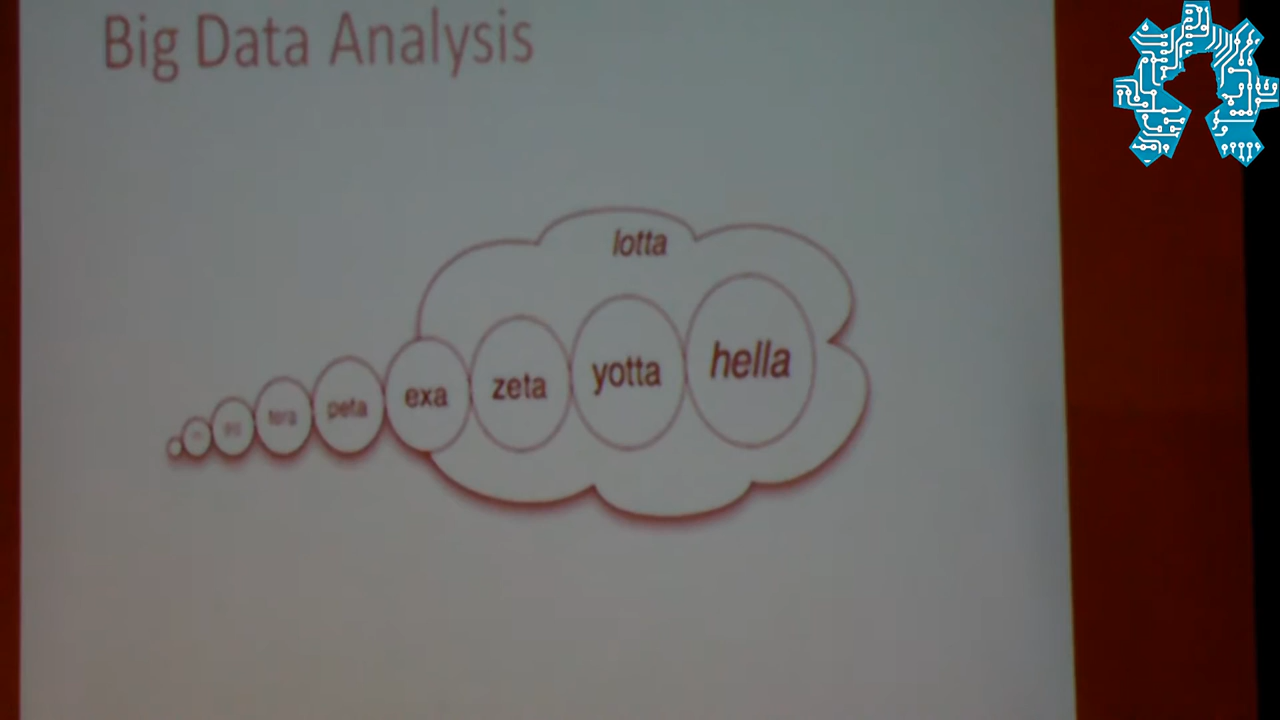 Big Data Analysis
lotta
tera
peta
exa
zeta
yotta
hella